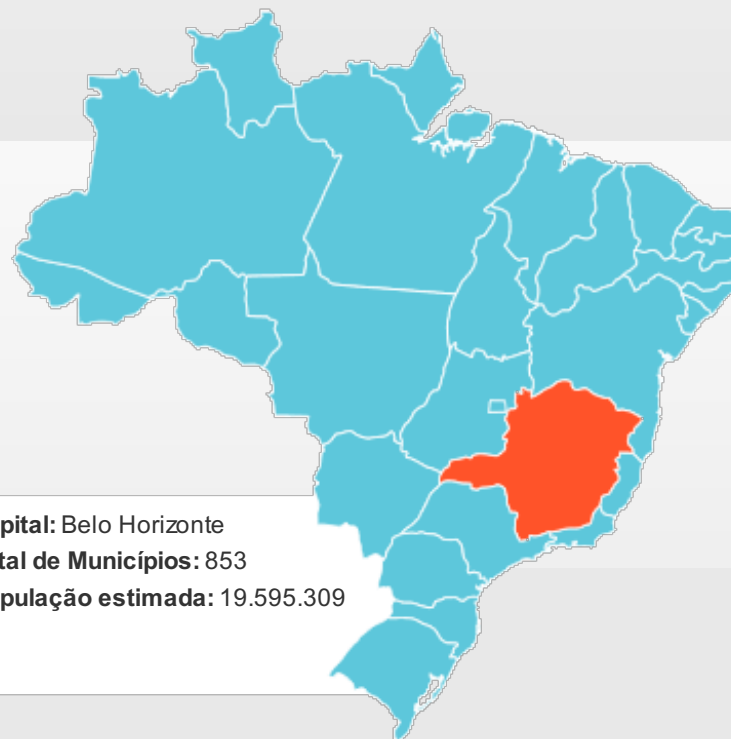 pital: Belo Horizonte
tal de Municípios: 853
pulação estimada: 19.595.309